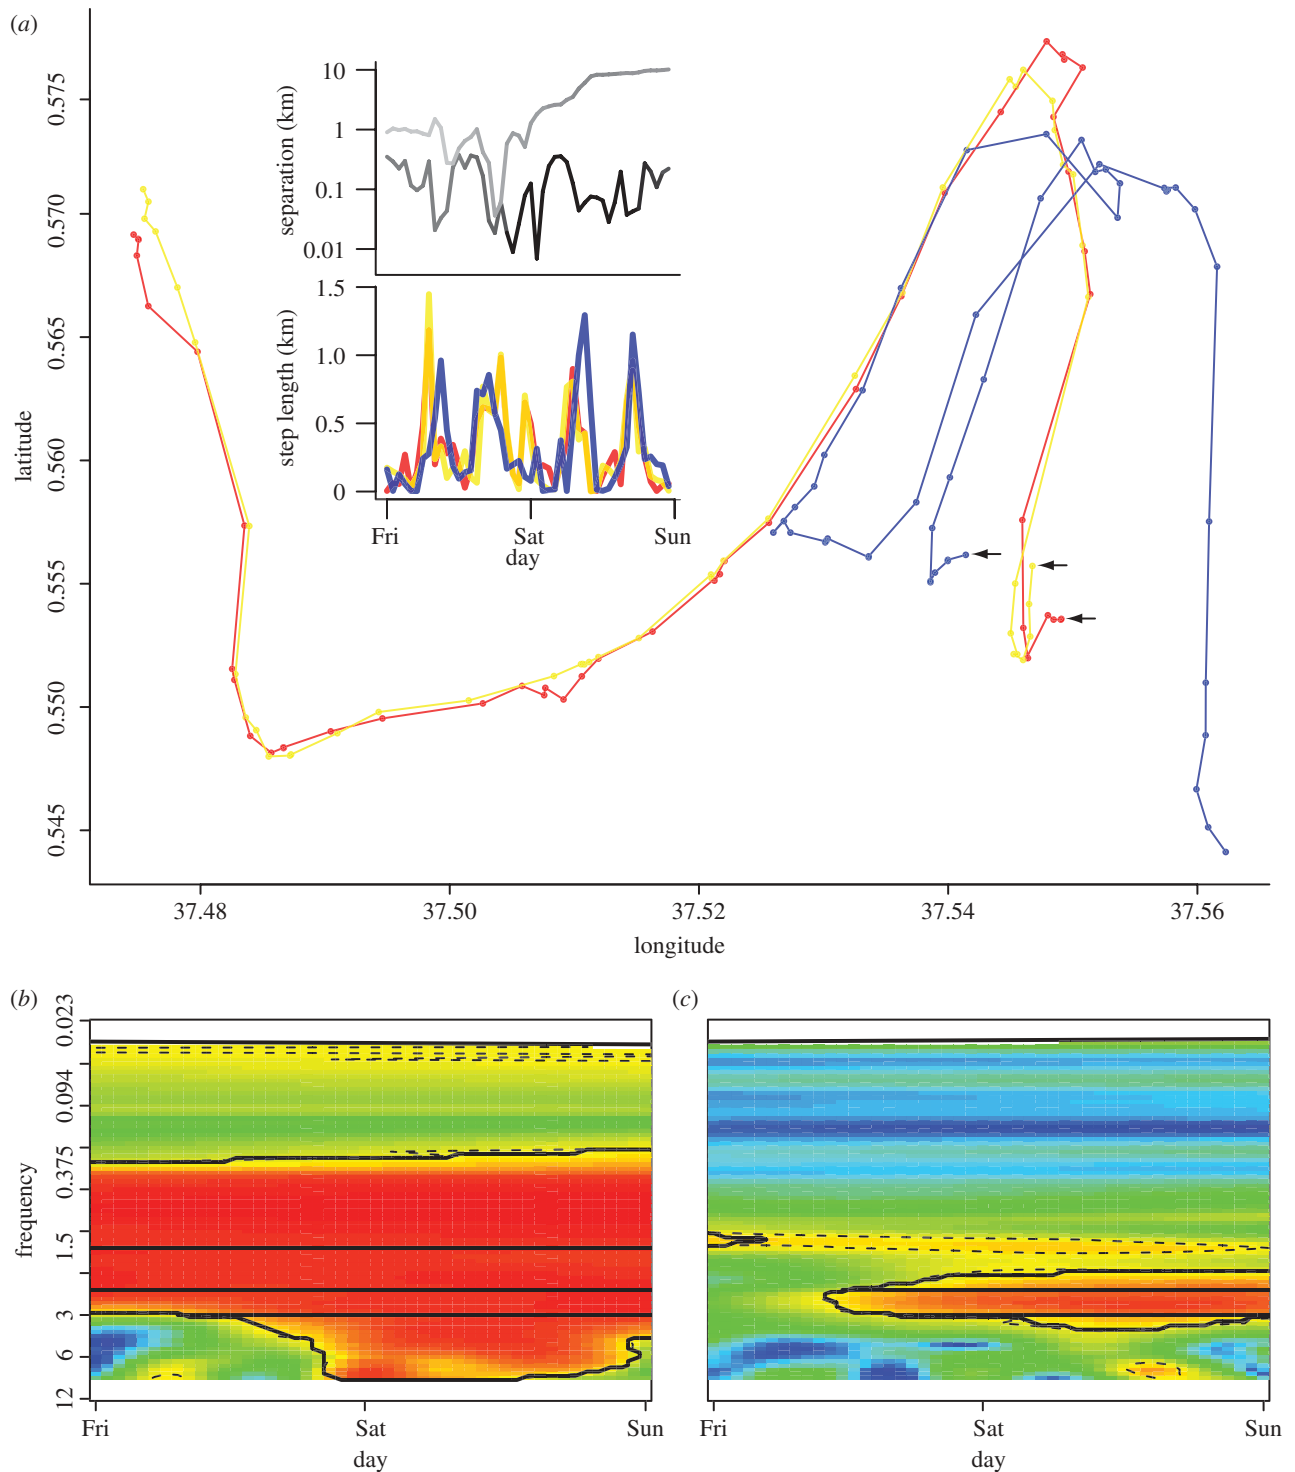 (a)
0.575
0.570
0.565
0.560
0.555
0.550
0.545
latitude
37.48
37.50
37.52
37.54
37.56
longitude
10
1
0.1
0.01
separation (km)
1.5
1.0
0.5
0
step length (km)
Fri
Sat
Sun
day
(b)
0.023
0.094
0.375
1.5
3
6
12
frequency
Fri
Sat
Sun
day
(c)
Fri
Sat
Sun
day